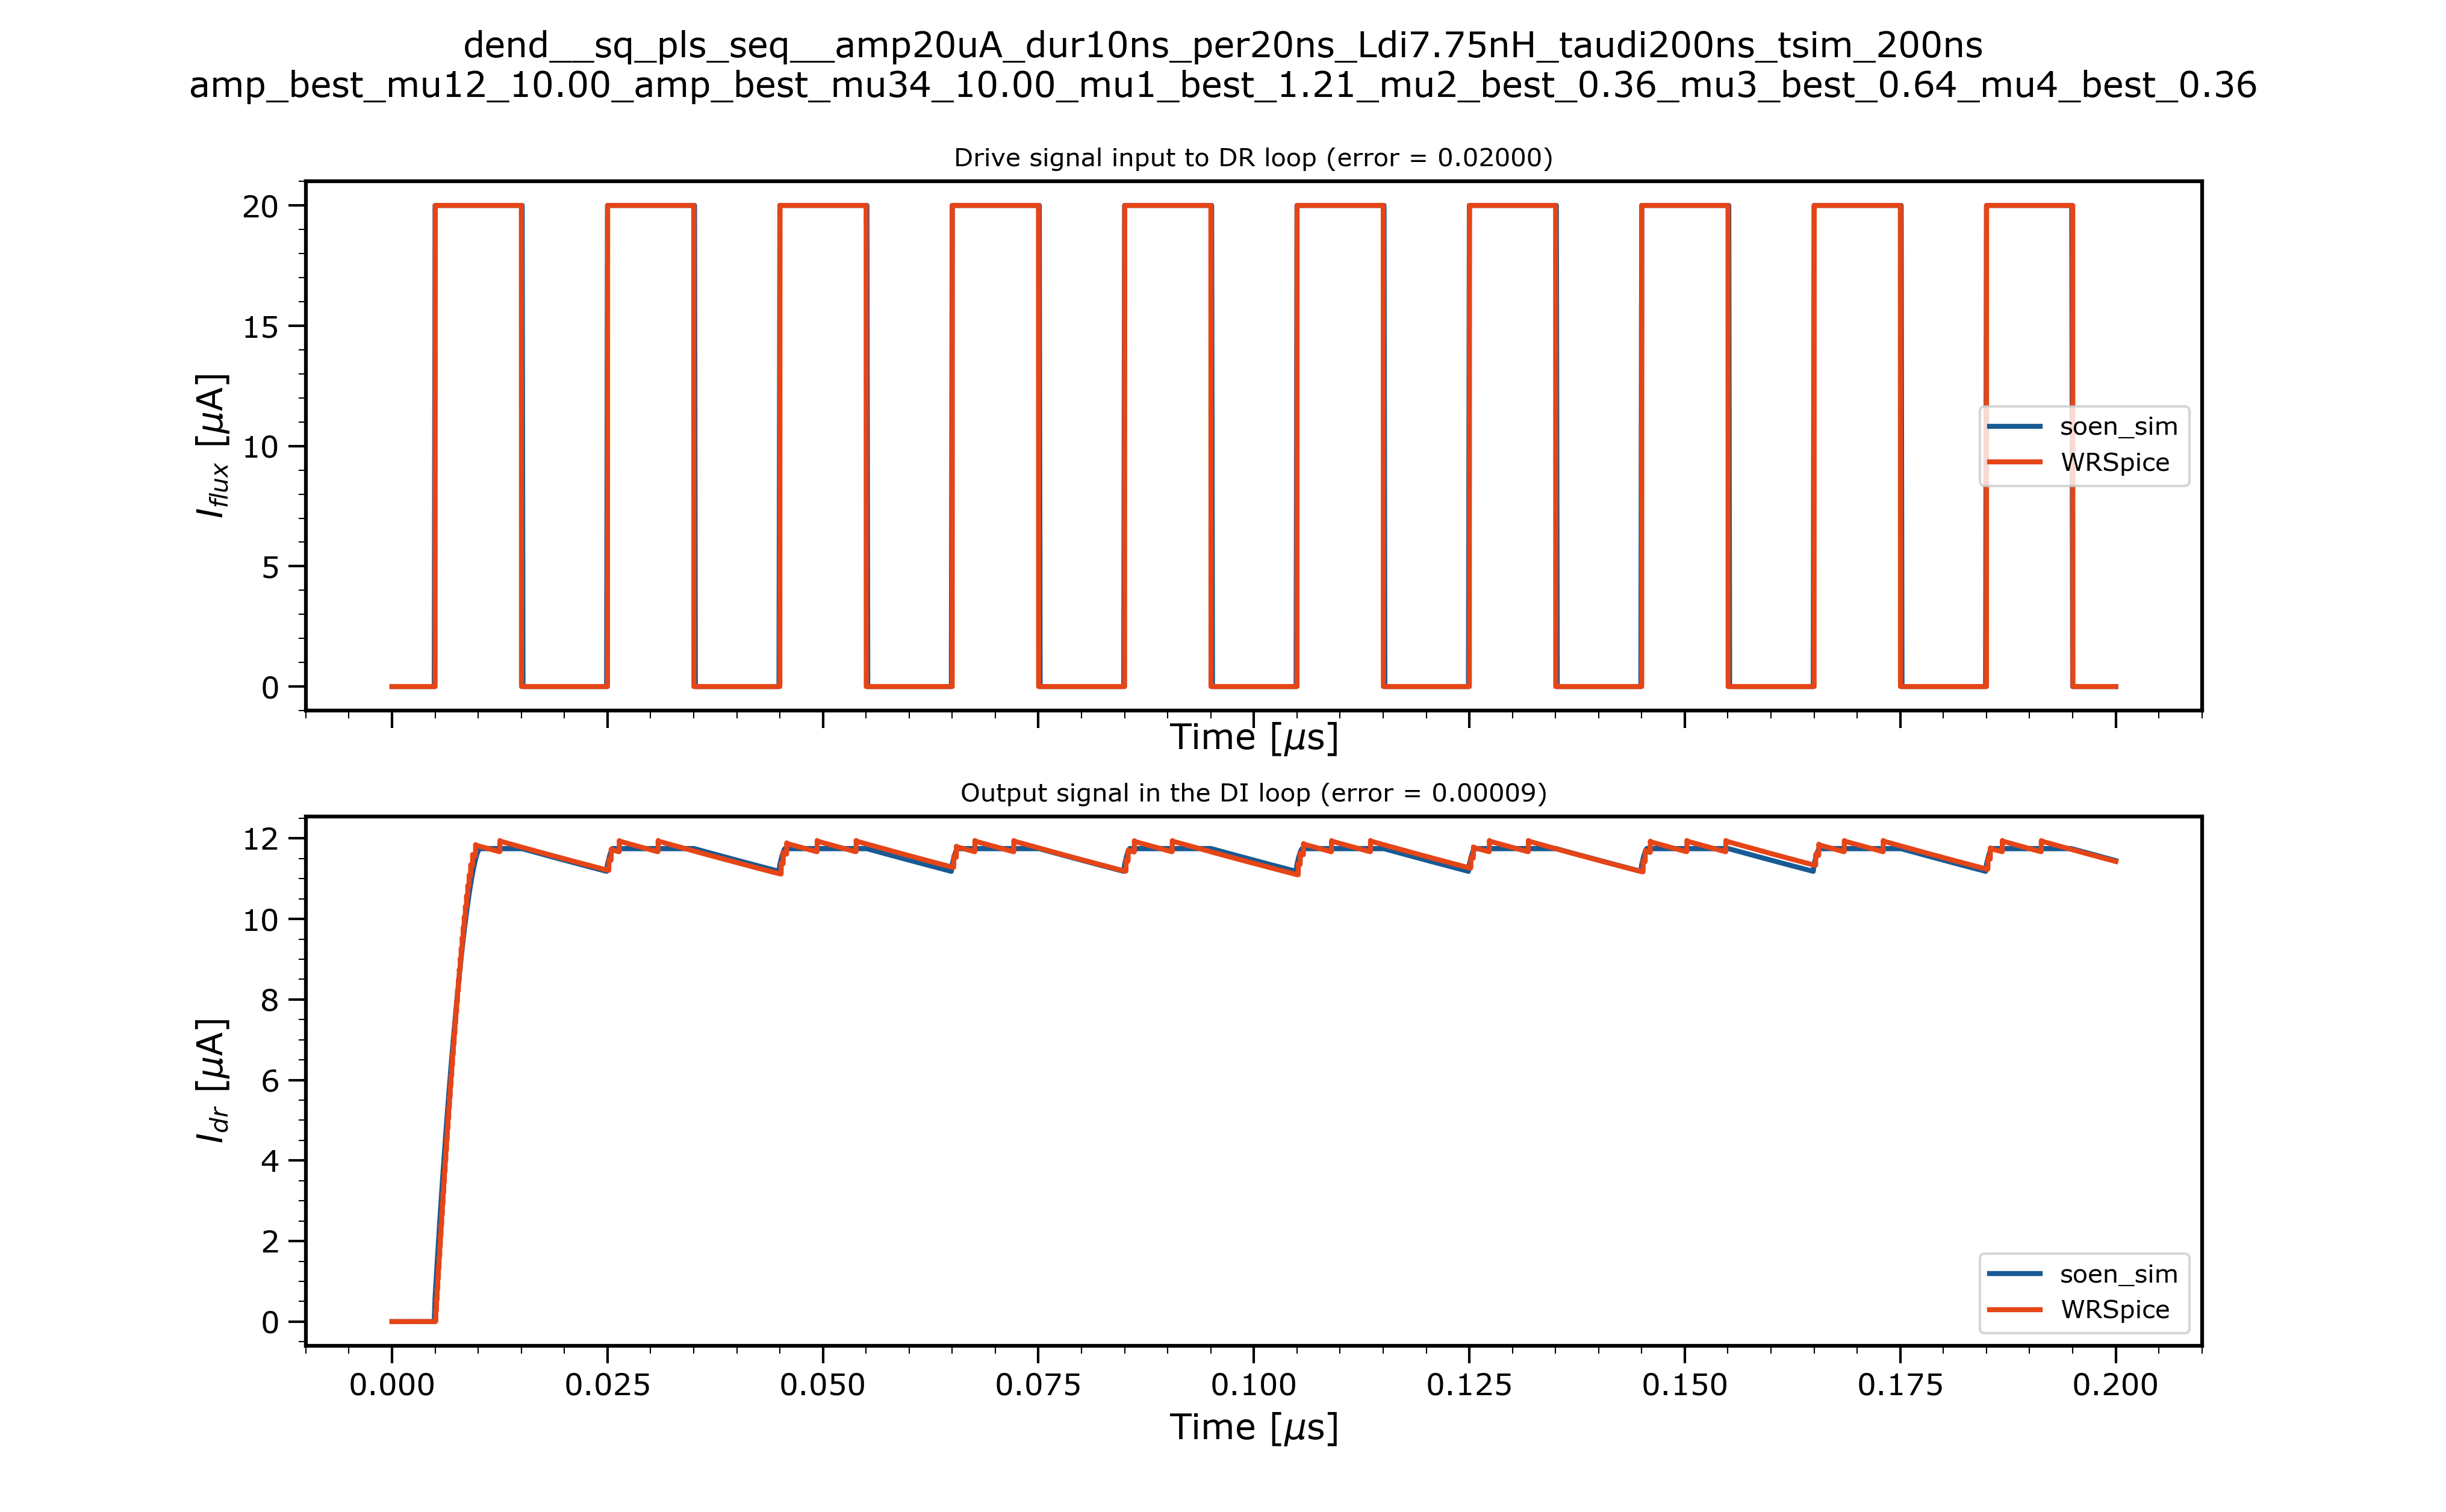 dend__sq_pls_seq__amp20uA_dur10ns_per20ns_Ldi7.75nH_taudi200ns_tsim_200ns
amp_best_mu12_10.00_amp_best_mu34_10.00_mu1_best_1.21_mu2_best_0.36_mu3_best_0.64_mu4_best_0.36
Drive signal input to DR loop (error = 0.02000)
20
15
10
5
0
I_flux [μA]
soen_sim
WRSpice
Time [μs]
Output signal in the DI loop (error = 0.00009)
12
10
8
6
4
2
0
I_dr [μA]
soen_sim
WRSpice
0.000 0.025 0.050 0.075 0.100 0.125 0.150 0.175 0.200
Time [μs]